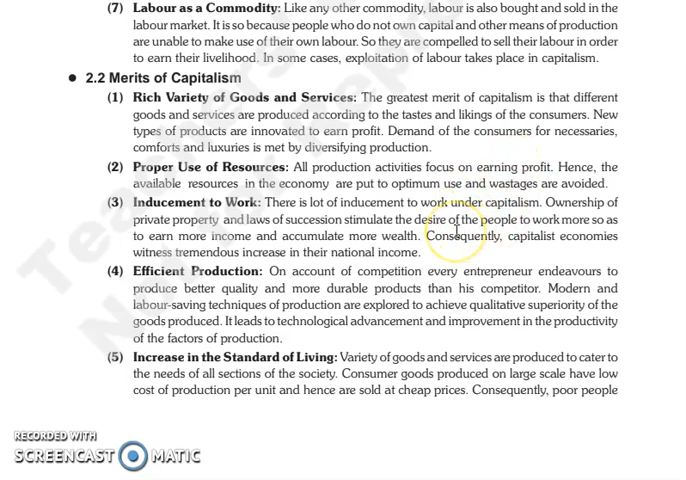 (7) Labour as a Commodity: Like any other commodity, labour is also bought and sold in the
labour market. It is so because people who do not own capital and other means of production
are unable to make use of their own labour. So they are compelled to sell their labour in order
to earn their livelihood. In some cases, exploitation of labour takes place in capitalism.
● 2.2 Merits of Capitalism
(1) Rich Variety of Goods and Services: The greatest merit of capitalism is that different
goods and services are produced according to the tastes and likings of the consumers. New
types of products are innovated to earn profit. Demand of the consumers for necessaries,
comforts and luxuries is met by diversifying production.
(2) Proper Use of Resources: All production activities focus on earning profit. Hence, the
available resources in the economy are put to optimum use and wastages are avoided.
(3) Inducement to Work: There is lot of inducement to work under capitalism. Ownership of
private property and laws of succession stimulate the desire of the people to work more so as
to earn more income and accumulate more wealth. Consequently, capitalist economies
witness tremendous increase in their national income.
(4) Efficient Production: On account of competition every entrepreneur endeavours to
produce better quality and more durable products than his competitor. Modern and
labour-saving techniques of production are explored to achieve qualitative superiority of the
goods produced. It leads to technological advancement and improvement in the productivity
of the factors of production.
(5) Increase in the Standard of Living: Variety of goods and services are produced to cater to
the needs of all sections of the society. Consumer goods produced on large scale have low
cost of production per unit and hence are sold at cheap prices. Consequently, poor people
RECORDED WITH
SCREENCAST MATIC